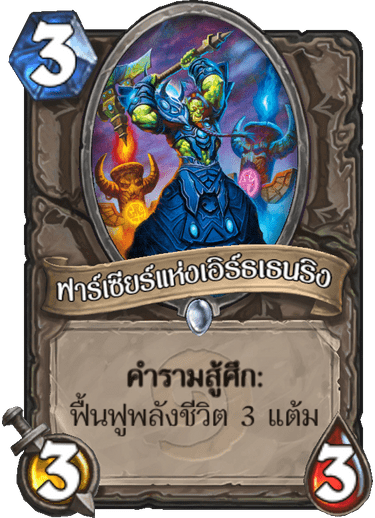 3
ฟาร์เซียร์แห่งเอิร์ธเธนริง
คำรามสู้ศึก:
ฟื้นฟูพลังชีวิต 3 แต้ม
3 3